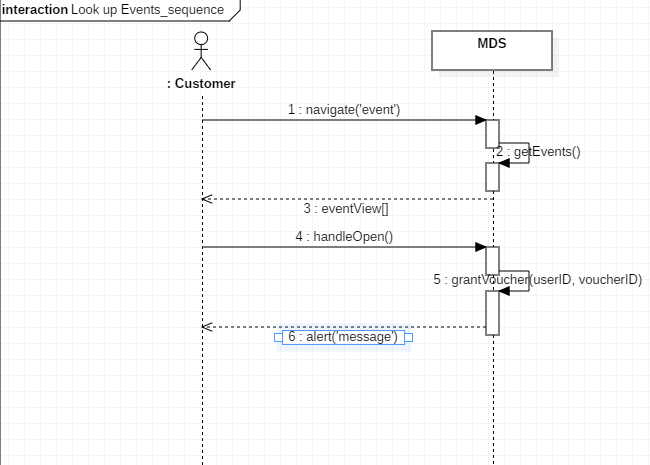 interaction Look up Events_sequence
MDS
: Customer
1 : navigate('event')
2 : getEvents()
3 : eventView[]
4 : handleOpen()
5 : grantVoucher(userID, voucherID)
6 : alert('message')